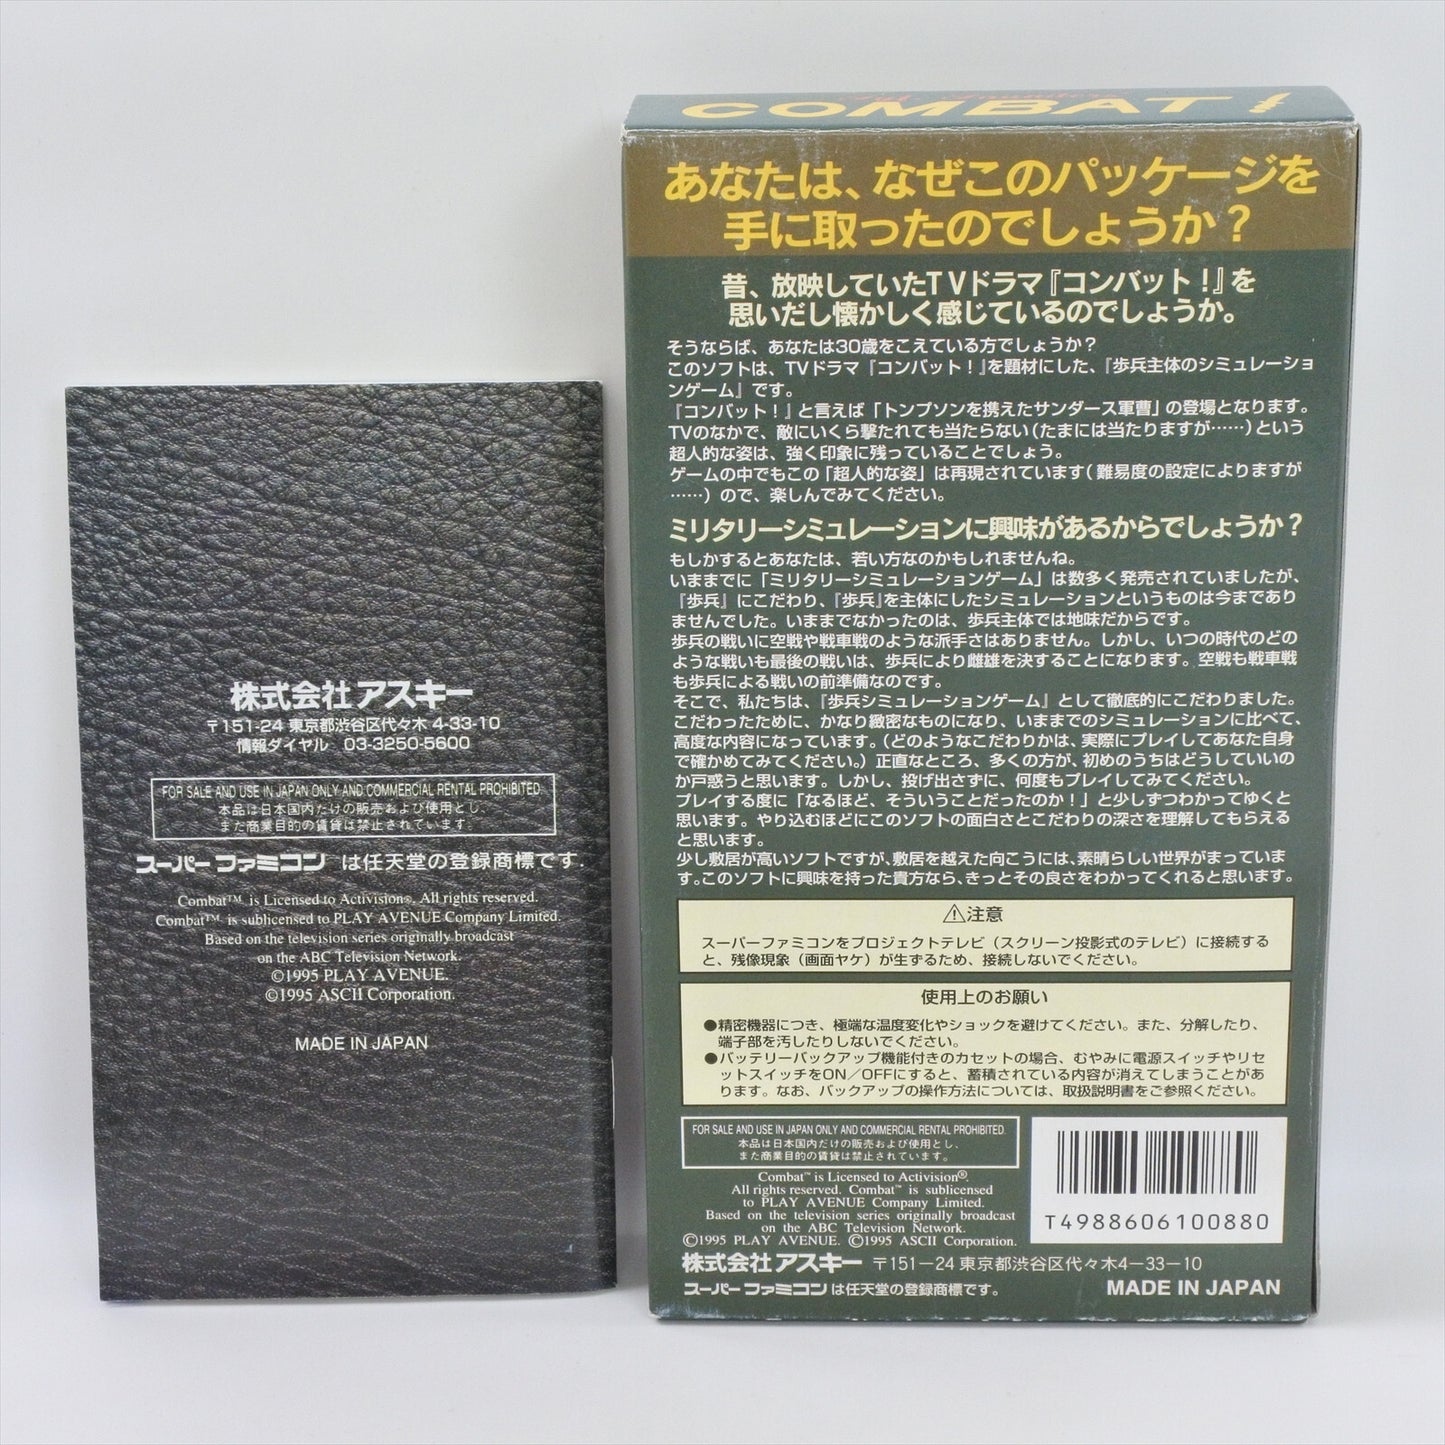 株式会社 アスキー
〒151-24 東京都渋谷区代々木 4-33-10
情報ダイヤル 03-3250-5600
FOR SALE AND USE IN JAPAN ONLY AND COMMERCIAL RENTAL PROHIBITED.
本品は日本国内だけの販売および使用とし、
また商業目的の賃貸は禁止されています。
スーパーファミコン は任天堂の登録商標です.
Combat™ is Licensed to Activision®. All rights reserved.
Combat™ is sublicensed to PLAY AVENUE Company Limited.
Based on the television series originally broadcast
on the ABC Television Network.
©1995 PLAY AVENUE.
©1995 ASCII Corporation.
MADE IN JAPAN
COMBAT!
あなたは、なぜこのパッケージを
手に取ったのでしょうか?
昔、放映していたTVドラマ『コンバット!』を
思いだし懐かしく感じているのでしょうか。
そうならば、あなたは30歳をこえている方でしょうか?
このソフトは、TVドラマ『コンバット!』を題材にした、『歩兵主体のシミュレーショ
ンゲーム』です。
『コンバット!』と言えば「トンプソンを携えたサンダース軍曹」の登場となります。
TVのなかで、敵にいくら撃たれても当たらない(たまには当たりますが……)という
超人的な姿は、強く印象に残っていることでしょう。
ゲームの中でもこの「超人的な姿」は再現されています(難易度の設定によりますが
……)ので、楽しんでみてください。
ミリタリーシミュレーションに興味があるからでしょうか?
もしかするとあなたは、若い方なのかもしれませんね。
いままでに「ミリタリーシミュレーションゲーム」は数多く発売されていましたが、
『歩兵』にこだわり、『歩兵』を主体にしたシミュレーションというものは今まであり
ませんでした。いままでなかったのは、歩兵主体では地味だからです。
歩兵の戦いに空戦や戦車戦のような派手さはありません。しかし、いつの時代のどの
ような戦いも最後の戦いは、歩兵により雌雄を決することになります。空戦も戦車戦
も歩兵による戦いの前準備なのです。
そこで、私たちは、『歩兵シミュレーションゲーム』として徹底的にこだわりました。
こだわったために、かなり緻密なものになり、いままでのシミュレーションに比べて、
高度な内容になっています。(どのようなこだわりかは、実際にプレイしてあなた自身
で確かめてみてください。)正直なところ、多くの方が、初めのうちはどうしていいの
か戸惑うと思います。しかし、投げ出さずに、何度もプレイしてみてください。
プレイする度に「なるほど、そういうことだったのか!」と少しずつわかってゆくと
思います。やり込むほどにこのソフトの面白さとこだわりの深さを理解してもらえる
と思います。
少し敷居が高いソフトですが、敷居を越えた向こうには、素晴らしい世界がまっていま
す。このソフトに興味を持った貴方なら、きっとその良さをわかってくれると思います。
⚠注意
スーパーファミコンをプロジェクトテレビ(スクリーン投影式のテレビ)に接続する
と、残像現象(画面ヤケ)が生ずるため、接続しないでください。
使用上のお願い
●精密機器につき、極端な温度変化やショックを避けてください。また、分解したり、
端子部を汚したりしないでください。
●バッテリーバックアップ機能付きのカセットの場合、むやみに電源スイッチやリセ
ットスイッチをON/OFFにすると、蓄積されている内容が消えてしまうことがあ
ります。なお、バックアップの操作方法については、取扱説明書をご参照ください。
FOR SALE AND USE IN JAPAN ONLY AND COMMERCIAL RENTAL PROHIBITED.
本品は日本国内だけの販売および使用とし、
また商業目的の賃貸は禁止されています。
Combat™ is Licensed to Activision®.
All rights reserved. Combat™ is sublicensed
to PLAY AVENUE Company Limited.
Based on the television series originally broadcast
on the ABC Television Network.
©1995 PLAY AVENUE. ©1995 ASCII Corporation.
T4988606100880
株式会社 アスキー 〒151-24 東京都渋谷区代々木4-33-10
スーパーファミコン は任天堂の登録商標です。 MADE IN JAPAN